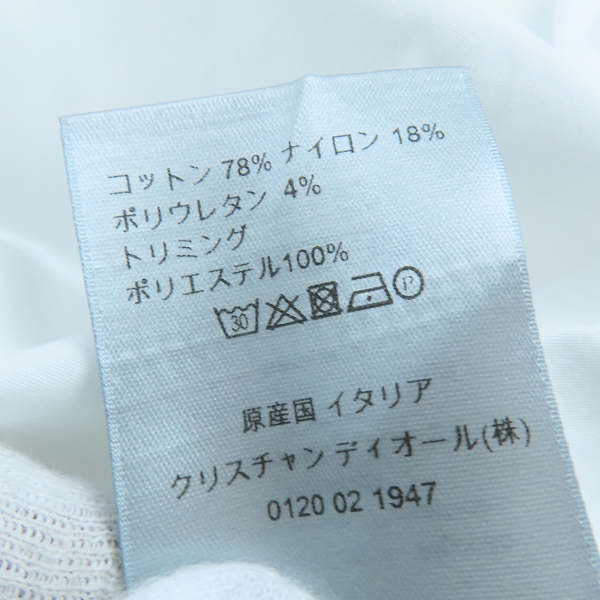 コットン 78% ナイロン 18%
ポリウレタン 4%
トリミング
ポリエステル100%
30 P
原産国 イタリア
クリスチャン ディオール(株)
0120 02 1947